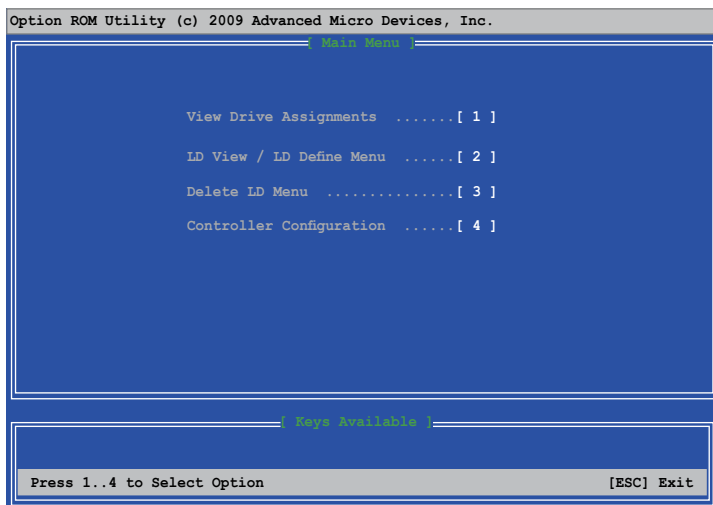 Option ROM Utility (c) 2009 Advanced Micro Devices, Inc.
[ Main Menu ]
View Drive Assignments .......[ 1 ]
LD View / LD Define Menu ......[ 2 ]
Delete LD Menu ...............[ 3 ]
Controller Configuration ......[ 4 ]
[ Keys Available ]
Press 1..4 to Select Option [ESC] Exit